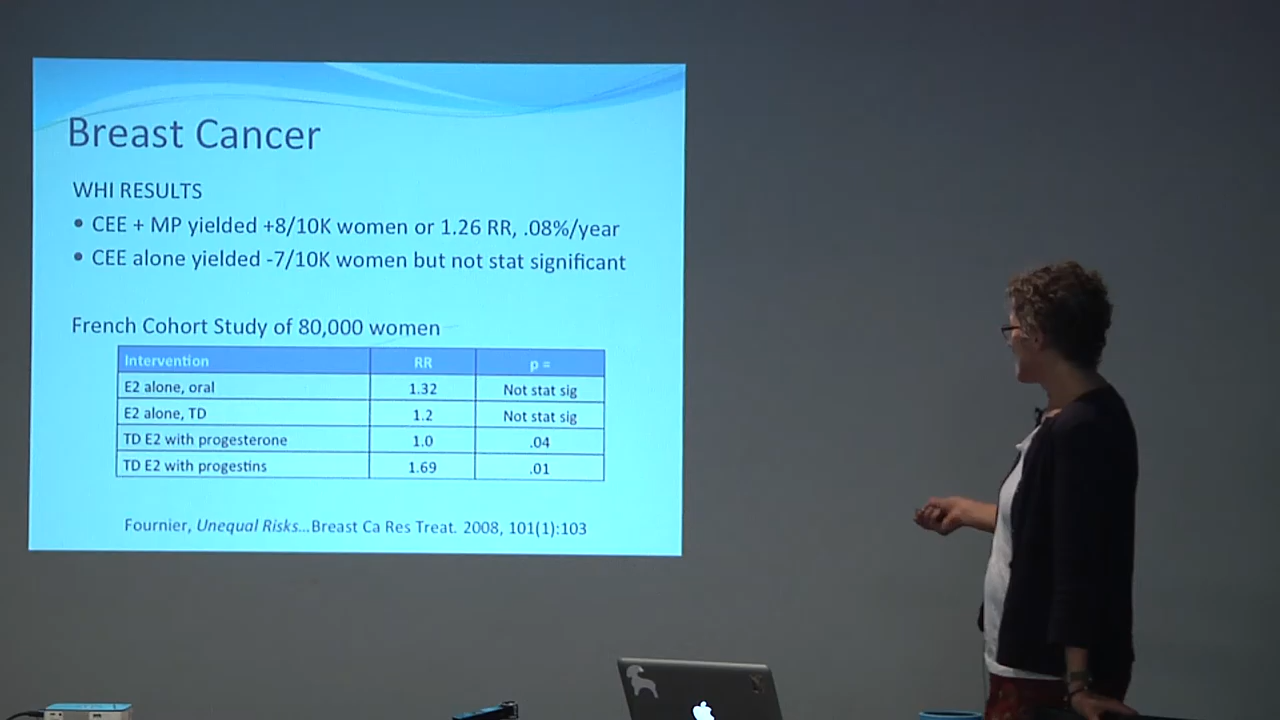 Breast Cancer
WHI RESULTS
• CEE + MP yielded +8/10K women or 1.26 RR, .08%/year
• CEE alone yielded -7/10K women but not stat significant
French Cohort Study of 80,000 women
Intervention RR p =
E2 alone, oral 1.32 Not stat sig
E2 alone, TD 1.2 Not stat sig
TD E2 with progesterone 1.0 .04
TD E2 with progestins 1.69 .01
Fournier, Unequal Risks...Breast Ca Res Treat. 2008, 101(1):103